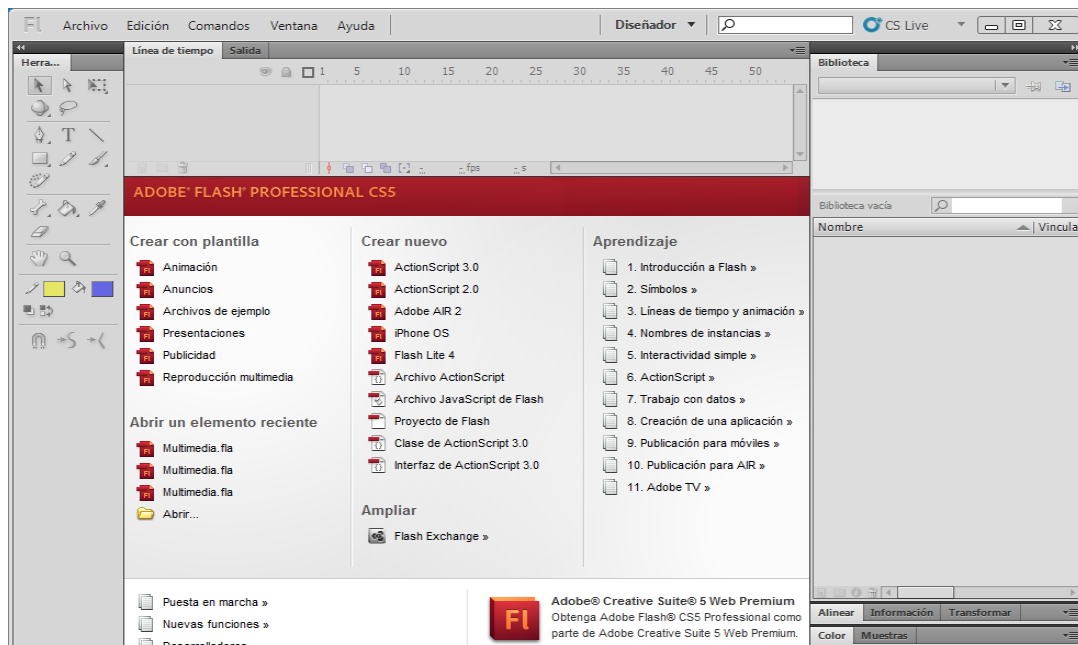 Fl Archivo Edición Comandos Ventana Ayuda Diseñador CS Live
Herra...
Línea de tiempo Salida
1 5 10 15 20 25 30 35 40 45 50
fps s
ADOBE® FLASH® PROFESSIONAL CS5
Crear con plantilla
Animación
Anuncios
Archivos de ejemplo
Presentaciones
Publicidad
Reproducción multimedia
Abrir un elemento reciente
Multimedia.fla
Multimedia.fla
Multimedia.fla
Abrir...
Crear nuevo
ActionScript 3.0
ActionScript 2.0
Adobe AIR 2
iPhone OS
Flash Lite 4
Archivo ActionScript
Archivo JavaScript de Flash
Proyecto de Flash
Clase de ActionScript 3.0
Interfaz de ActionScript 3.0
Ampliar
Flash Exchange »
Aprendizaje
1. Introducción a Flash »
2. Símbolos »
3. Líneas de tiempo y animación »
4. Nombres de instancias »
5. Interactividad simple »
6. ActionScript »
7. Trabajo con datos »
8. Creación de una aplicación »
9. Publicación para móviles »
10. Publicación para AIR »
11. Adobe TV »
Puesta en marcha »
Nuevas funciones »
Fl
Adobe® Creative Suite® 5 Web Premium
Obtenga Adobe Flash® CS5 Professional como
parte de Adobe Creative Suite 5 Web Premium.
Biblioteca
Biblioteca vacía
Nombre Vincula
Alinear Información Transformar
Color Muestras